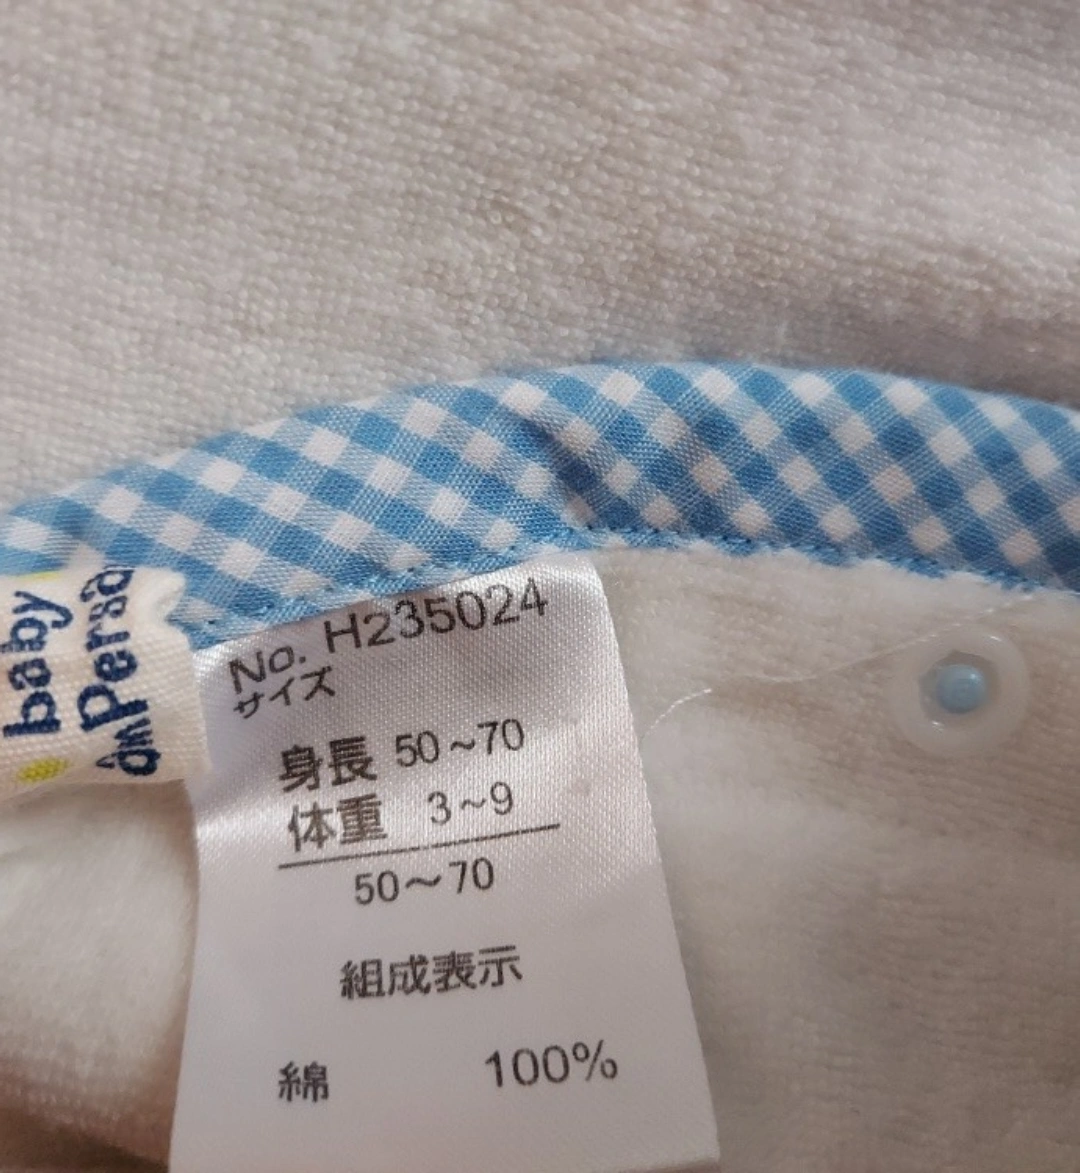 baby
Persa
No. H235024
サイズ
身長 50~70
体重 3~9
50~70
組成表示
綿 100%